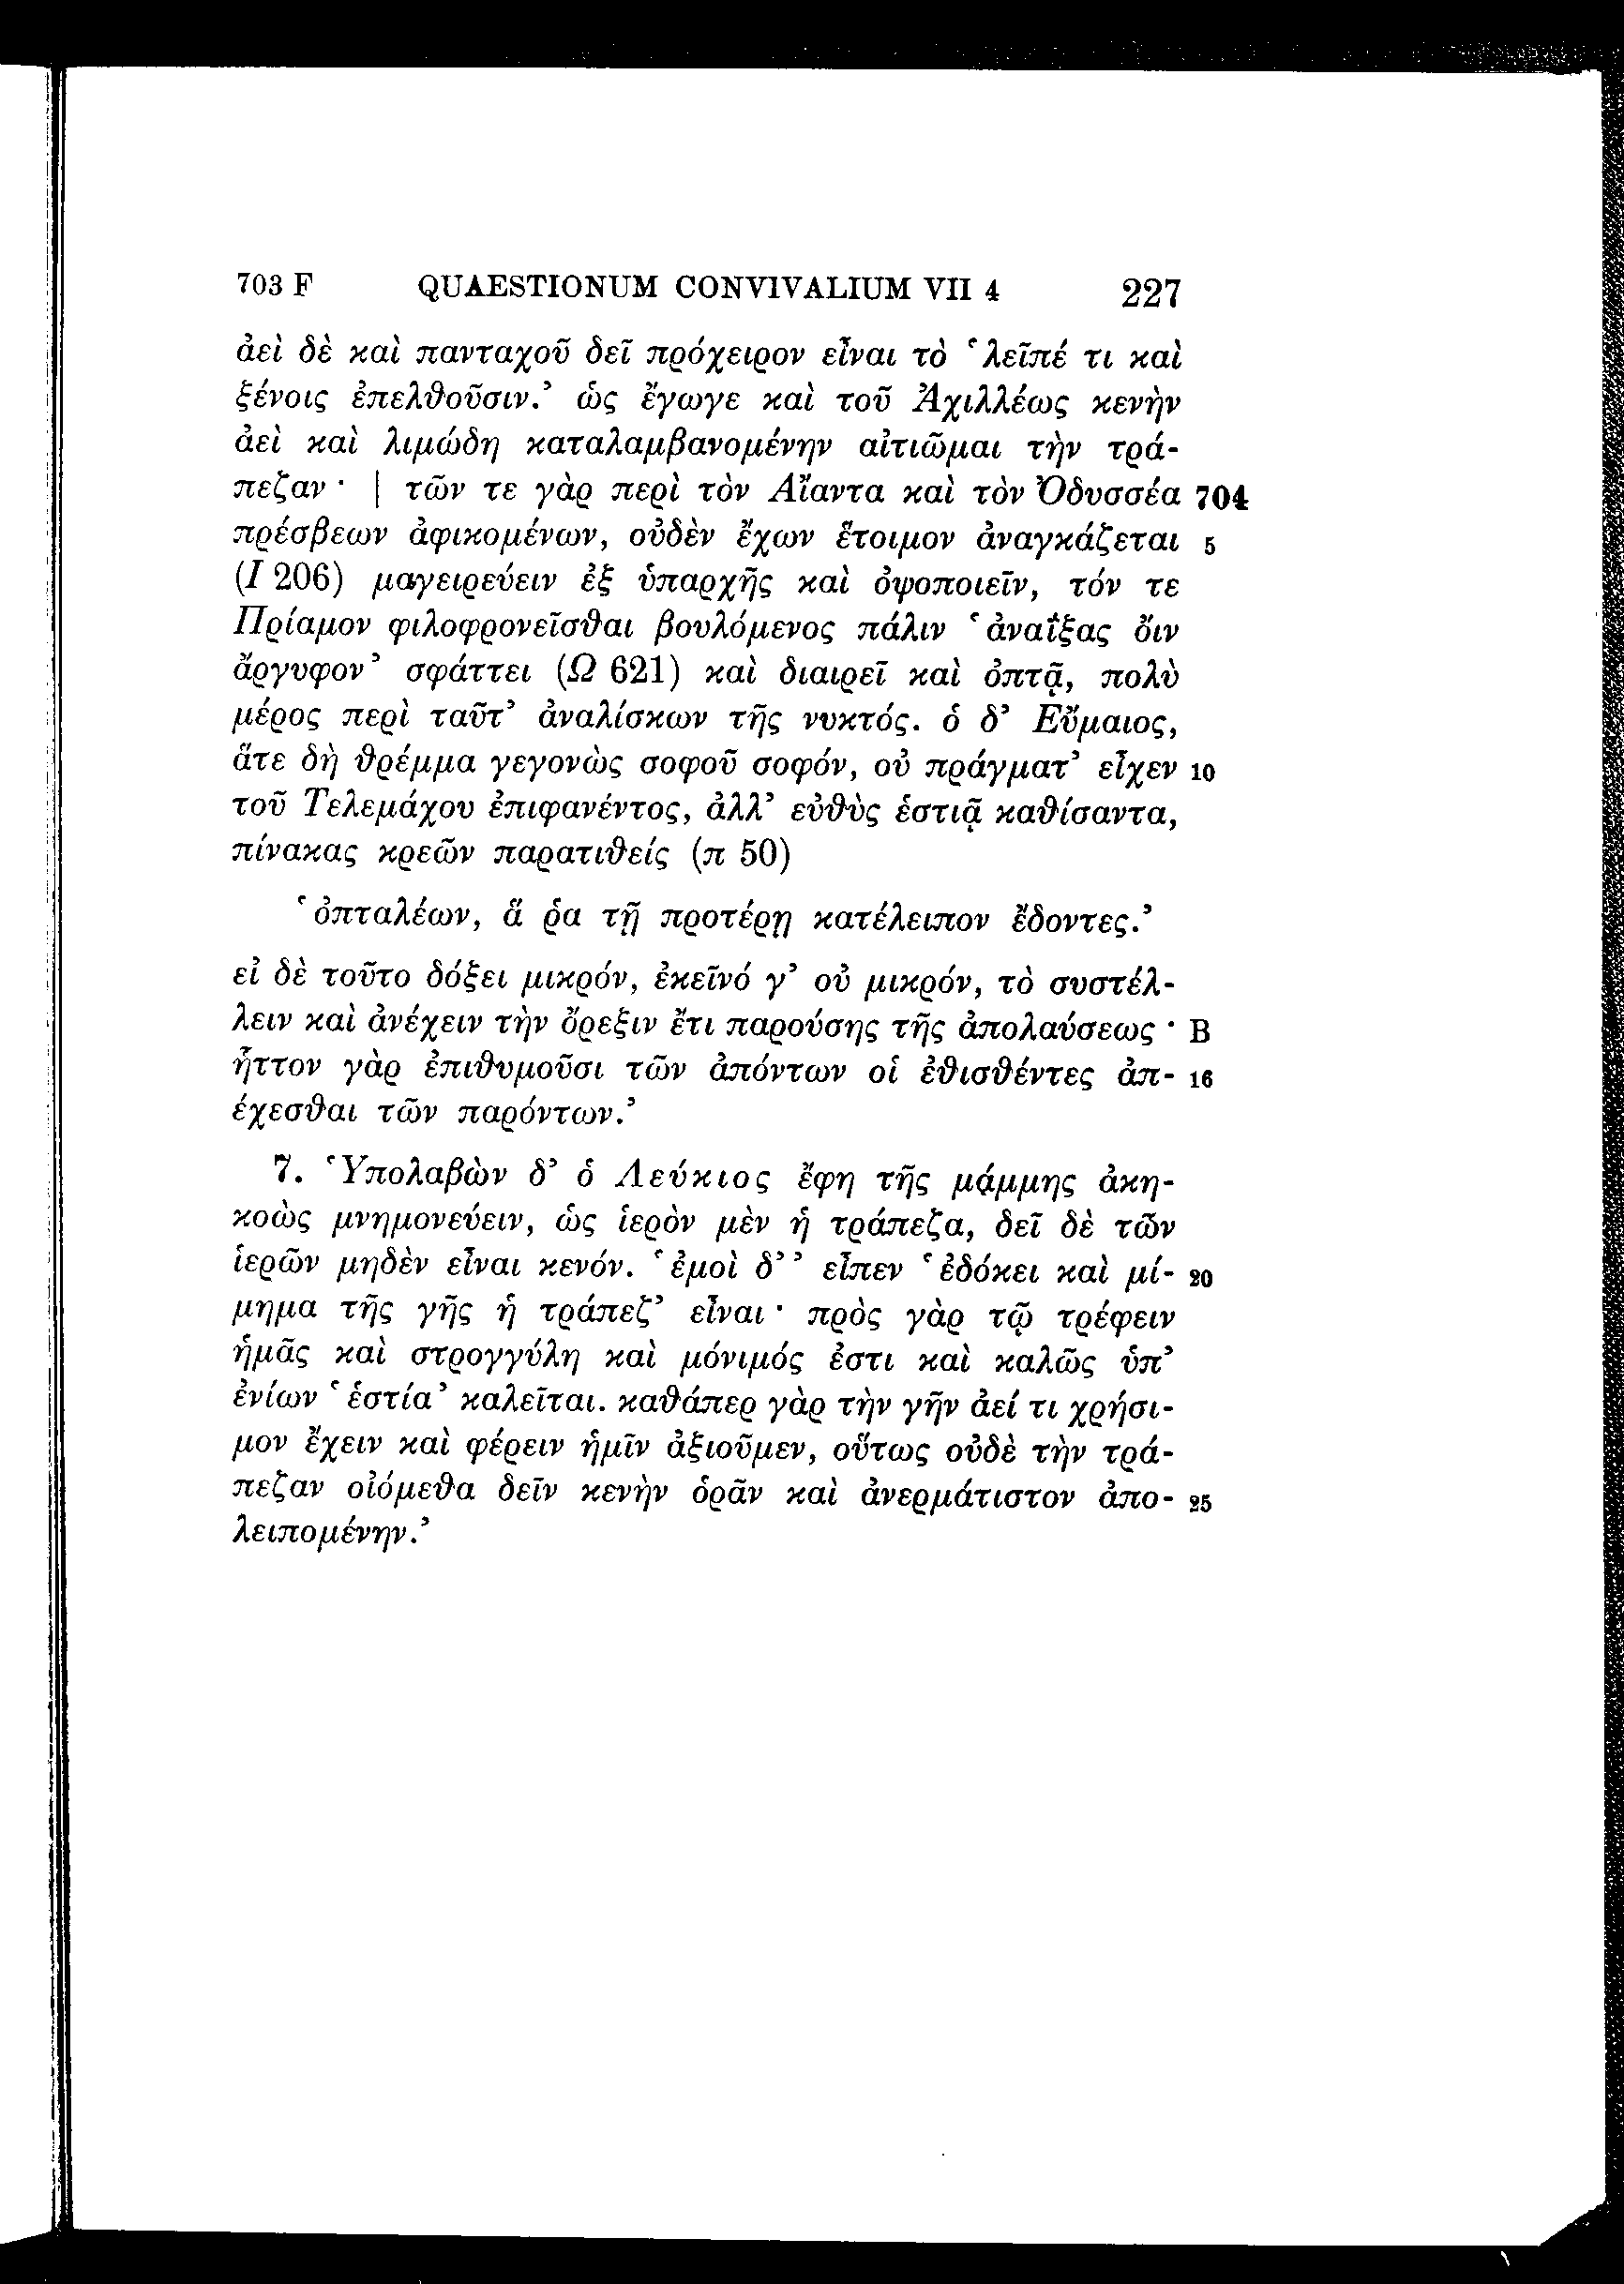 703 F QUAESTIONUM CONVIVALIUM VII 4 227
ἀεὶ δὲ καὶ πανταχοῦ δεῖ πρόχειρον εἶναι τὸ ‘λεῖπέ τι καὶ
ξένοις ἐπελθοῦσιν.’ ὡς ἔγωγε καὶ τοῦ Ἀχιλλέως κενὴν
ἀεὶ καὶ λιμώδη καταλαμβανομένην αἰτιῶμαι τὴν τρά-
πεζαν · | τῶν τε γὰρ περὶ τὸν Αἴαντα καὶ τὸν Ὀδυσσέα 704
πρέσβεων ἀφικομένων, οὐδὲν ἔχων ἕτοιμον ἀναγκάζεται 5
(I 206) μαγειρεύειν ἐξ ὑπαρχῆς καὶ ὀψοποιεῖν, τόν τε
Πρίαμον φιλοφρονεῖσθαι βουλόμενος πάλιν ‘ἀναΐξας ὄιν
ἄργυφον’ σφάττει (Ω 621) καὶ διαιρεῖ καὶ ὀπτᾷ, πολὺ
μέρος περὶ ταῦτ’ ἀναλίσκων τῆς νυκτός. ὁ δ’ Εὔμαιος,
ἅτε δὴ θρέμμα γεγονὼς σοφοῦ σοφόν, οὐ πράγματ’ εἶχεν 10
τοῦ Τελεμάχου ἐπιφανέντος, ἀλλ’ εὐθὺς ἑστιᾷ καθίσαντα,
πίνακας κρεῶν παρατιθείς (π 50)
‘ὀπταλέων, ἅ ῥα τῇ προτέρῃ κατέλειπον ἔδοντες.’
εἰ δὲ τοῦτο δόξει μικρόν, ἐκεῖνό γ’ οὐ μικρόν, τὸ συστέλ-
λειν καὶ ἀνέχειν τὴν ὄρεξιν ἔτι παρούσης τῆς ἀπολαύσεως · B
ἧττον γὰρ ἐπιθυμοῦσι τῶν ἀπόντων οἱ ἐθισθέντες ἀπ- 16
έχεσθαι τῶν παρόντων.’
7. Ὑπολαβὼν δ’ ὁ Λεύκιος ἔφη τῆς μάμμης ἀκη-
κοὼς μνημονεύειν, ὡς ἱερὸν μὲν ἡ τράπεζα, δεῖ δὲ τῶν
ἱερῶν μηδὲν εἶναι κενόν. ‘ἐμοὶ δ’’ εἶπεν ‘ἐδόκει καὶ μί- 20
μημα τῆς γῆς ἡ τράπεζ’ εἶναι · πρὸς γὰρ τῷ τρέφειν
ἡμᾶς καὶ στρογγύλη καὶ μόνιμός ἐστι καὶ καλῶς ὑπ’
ἐνίων ‘ἑστία’ καλεῖται. καθάπερ γὰρ τὴν γῆν ἀεί τι χρήσι-
μον ἔχειν καὶ φέρειν ἡμῖν ἀξιοῦμεν, οὕτως οὐδὲ τὴν τρά-
πεζαν οἰόμεθα δεῖν κενὴν ὁρᾶν καὶ ἀνερμάτιστον ἀπο- 25
λειπομένην.’